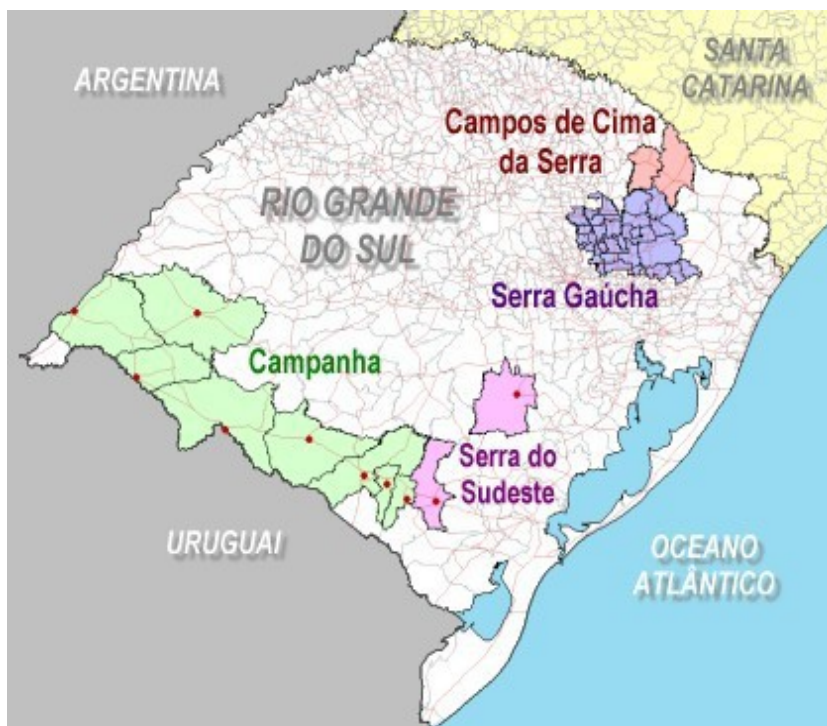 SANTA
CATARINA
ARGENTINA
Campos de Cima
da Serra
RIO GRANDE
DO SUL
Serra Gaúcha
Campanha
Serra do
Sudeste
URUGUAI
OCEANO
ATLÂNTICO